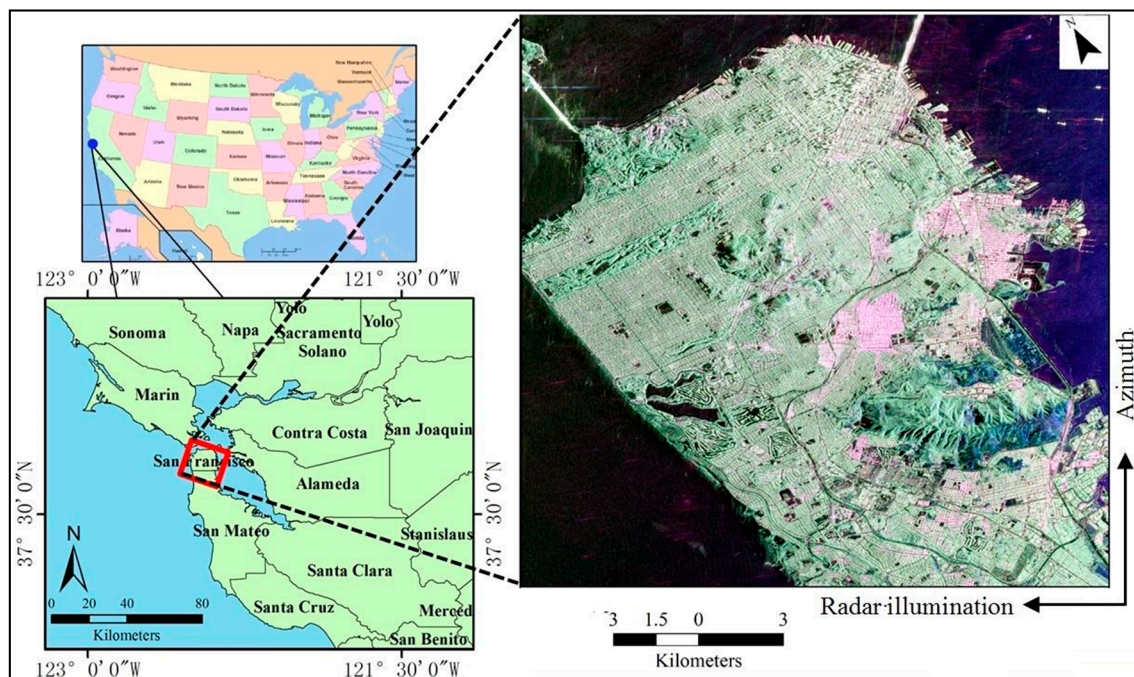 New Hampshire
Vermont
Massachusetts
Washington
Montana
North Dakota
Minnesota
Maine
Oregon
Idaho
Wyoming
South Dakota
Wisconsin
Michigan
New York
Nevada
Utah
Colorado
Nebraska
Iowa
Illinois
Indiana
Ohio
Pennsylvania
California
Kansas
Missouri
Kentucky
Virginia
Arizona
New Mexico
Oklahoma
Arkansas
Tennessee
North Carolina
South
Carolina
Texas
Louisiana
Mississippi
Alabama
Georgia
Alaska
N
123° 0′ 0″W
121° 30′ 0″W
Sonoma
Napa
Yolo
Sacramento
Yolo
Solano
Marin
Contra Costa
San Joaquin
San Francisco
Alameda
San Mateo
Stanislaus
Santa Clara
Santa Cruz
Merced
San Benito
37° 30′ 0″N
37° 30′ 0″N
N
0 20 40 80
Kilometers
123° 0′ 0″W
121° 30′ 0″W
Azimuth
Radar illumination
3 1.5 0 3
Kilometers